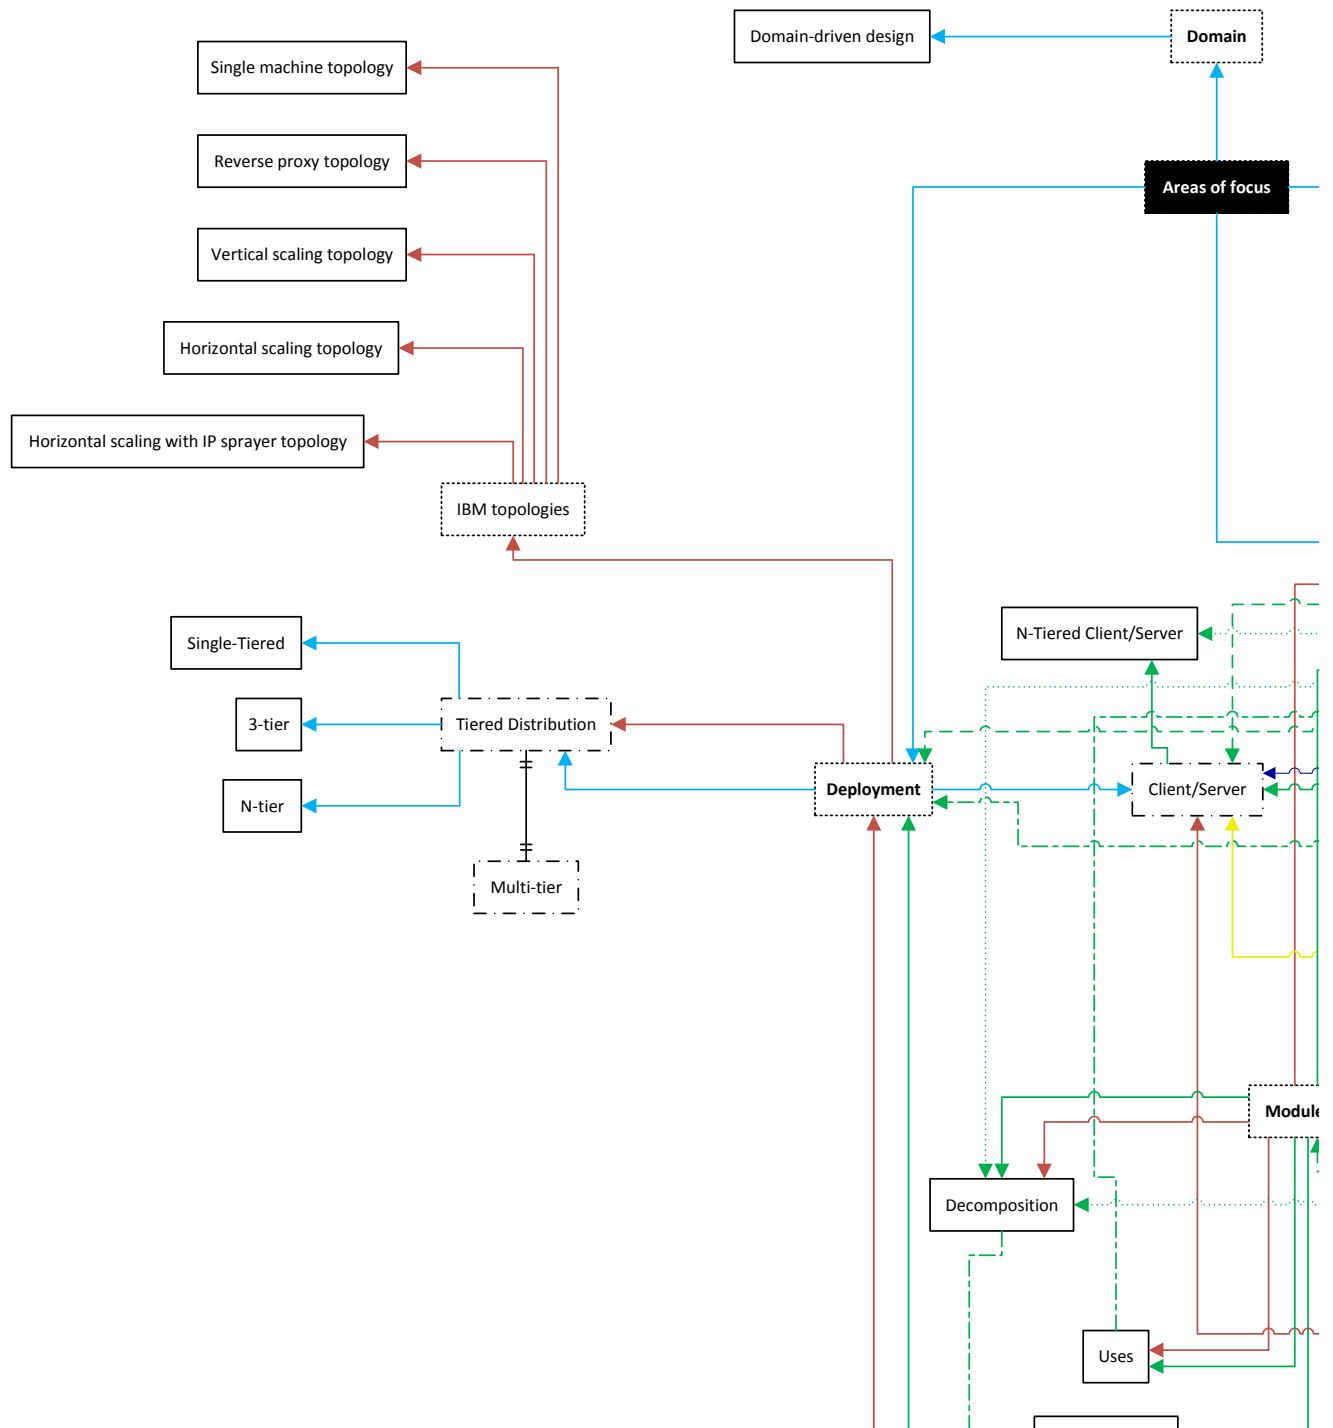 Domain-driven design
Domain
Single machine topology
Reverse proxy topology
Areas of focus
Vertical scaling topology
Horizontal scaling topology
Horizontal scaling with IP sprayer topology
IBM topologies
Single-Tiered
N-Tiered Client/Server
3-tier
Tiered Distribution
N-tier
Deployment
Client/Server
Multi-tier
Module
Decomposition
Uses